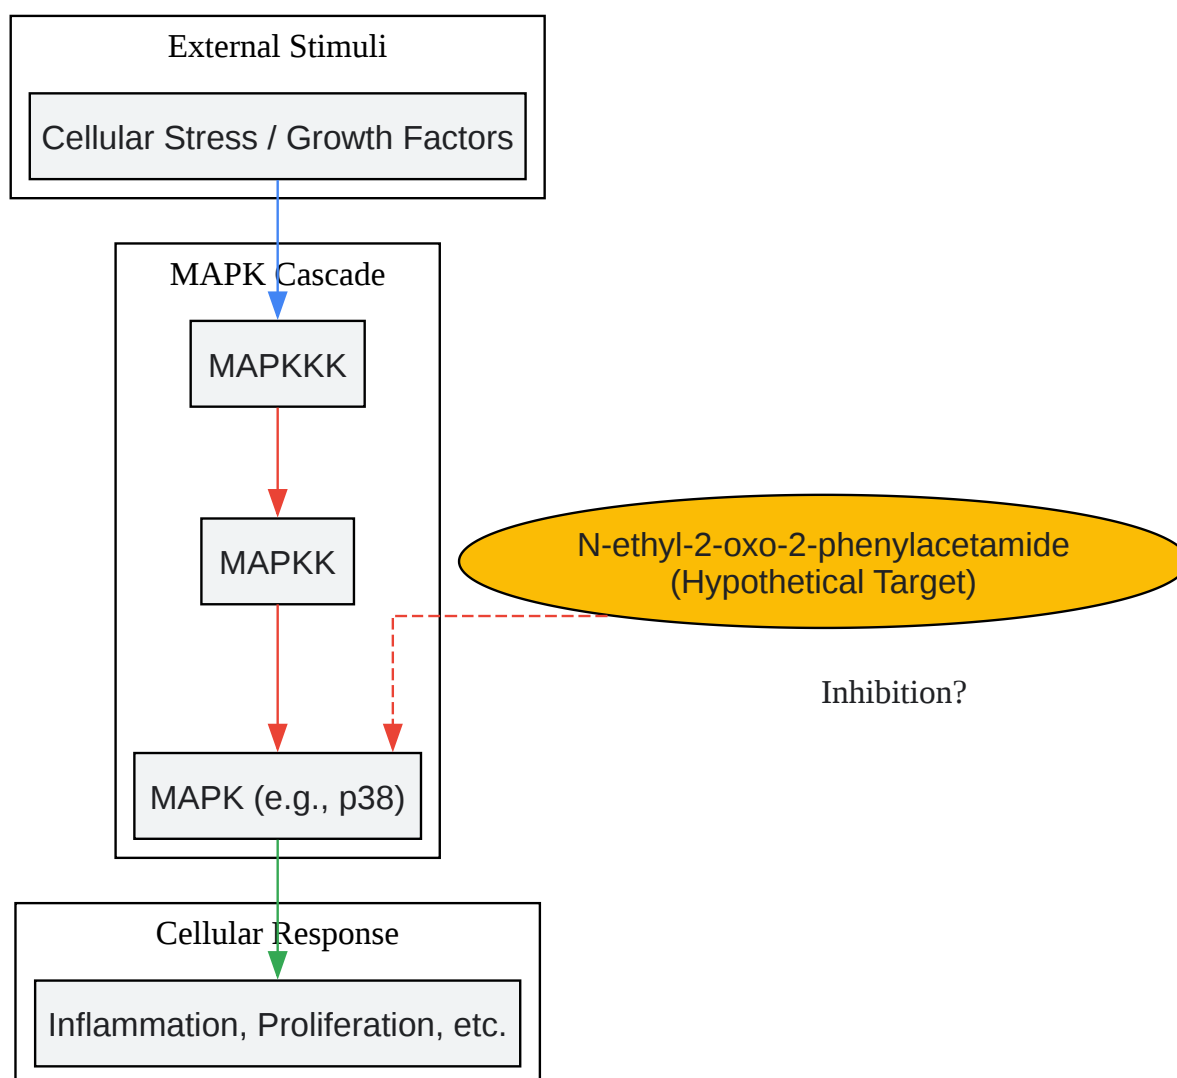 External Stimuli
Cellular Stress / Growth Factors
MAPK Cascade
MAPKKK
MAPKK
N-ethyl-2-oxo-2-phenylacetamide
(Hypothetical Target)
Inhibition?
MAPK (e.g., p38)
Cellular Response
Inflammation, Proliferation, etc.